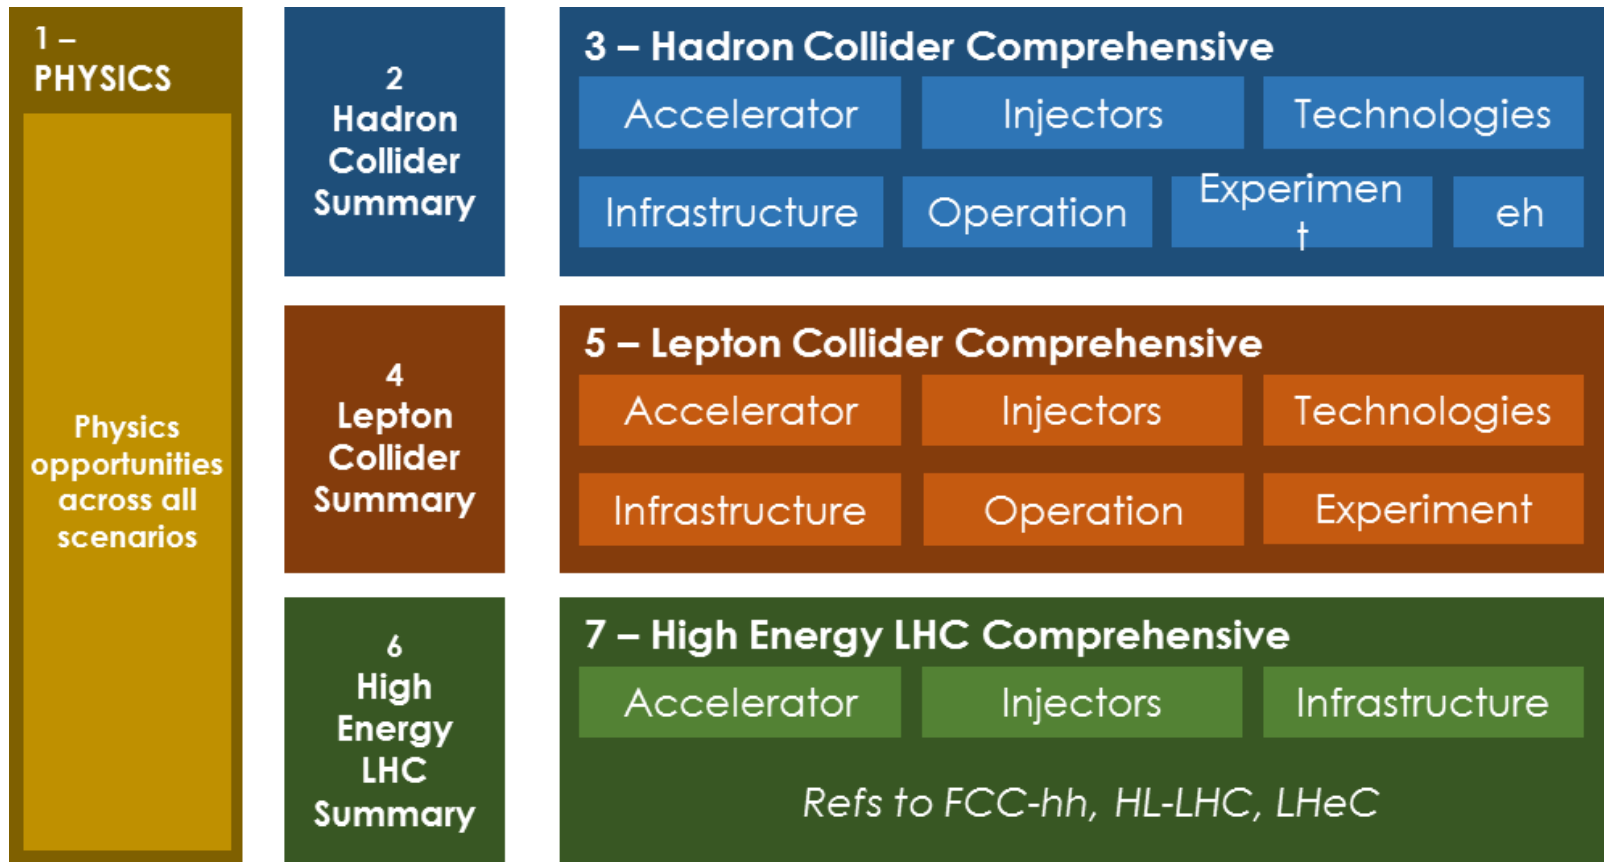 1 –
PHYSICS
Physics
opportunities
across all
scenarios
2
Hadron
Collider
Summary
3 – Hadron Collider Comprehensive
Accelerator
Injectors
Technologies
Infrastructure
Operation
Experimen
t
eh
4
Lepton
Collider
Summary
5 – Lepton Collider Comprehensive
Accelerator
Injectors
Technologies
Infrastructure
Operation
Experiment
6
High
Energy
LHC
Summary
7 – High Energy LHC Comprehensive
Accelerator
Injectors
Infrastructure
Refs to FCC-hh, HL-LHC, LHeC